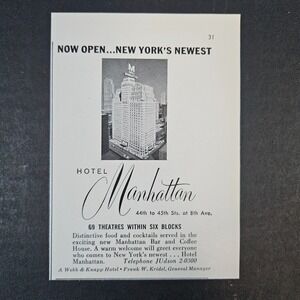 31
NOW OPEN...NEW YORK'S NEWEST
M
HOTEL
Manhattan
44th to 45th Sts. at 8th Ave.
69 THEATRES WITHIN SIX BLOCKS
Distinctive food and cocktails served in the
exciting new Manhattan Bar and Coffee
House. A warm welcome will greet everyone
who comes to New York's newest . . . Hotel
Manhattan. Telephone HUdson 2-0300
A Webb & Knapp Hotel • Frank W. Kridel, General Manager